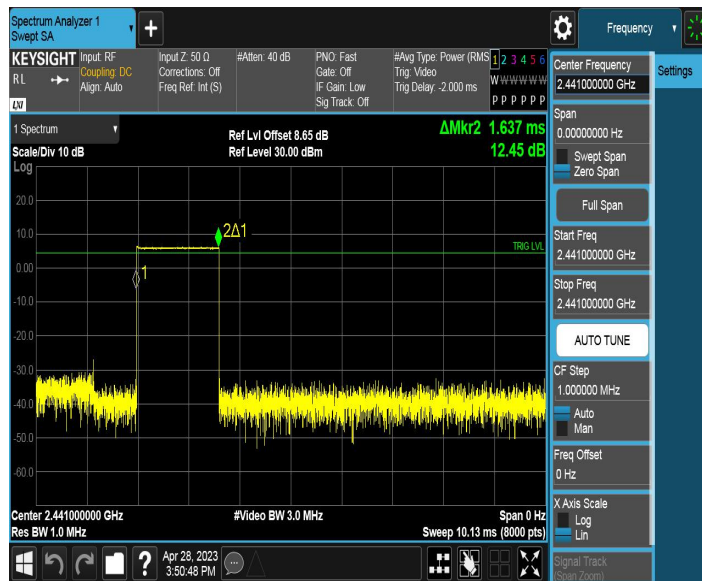 Spectrum Analyzer 1
Swept SA
+
Frequency
KEYSIGHT
RL
LXI
Input: RF
Coupling: DC
Align: Auto
Input Z: 50 Ω
Corrections: Off
Freq Ref: Int (S)
#Atten: 40 dB
PNO: Fast
Gate: Off
IF Gain: Low
Sig Track: Off
#Avg Type: Power (RMS
Trig: Video
Trig Delay: -2.000 ms
1 2 3 4 5 6
W W W W W W
P P P P P P
Center Frequency
2.441000000 GHz
Settings
Span
0.00000000 Hz
Swept Span
Zero Span
Full Span
Start Freq
2.441000000 GHz
Stop Freq
2.441000000 GHz
AUTO TUNE
CF Step
1.000000 MHz
Auto
Man
Freq Offset
0 Hz
X Axis Scale
Log
Lin
Signal Track
(Span Zoom)
1 Spectrum
Scale/Div 10 dB
Ref Lvl Offset 8.65 dB
Ref Level 30.00 dBm
ΔMkr2 1.637 ms
12.45 dB
Log
20.0
10.0
0.00
-10.0
-20.0
-30.0
-40.0
-50.0
-60.0
2Δ1
1
TRIG LVL
Center 2.441000000 GHz
Res BW 1.0 MHz
#Video BW 3.0 MHz
Span 0 Hz
Sweep 10.13 ms (8000 pts)
?
Apr 28, 2023
3:50:48 PM